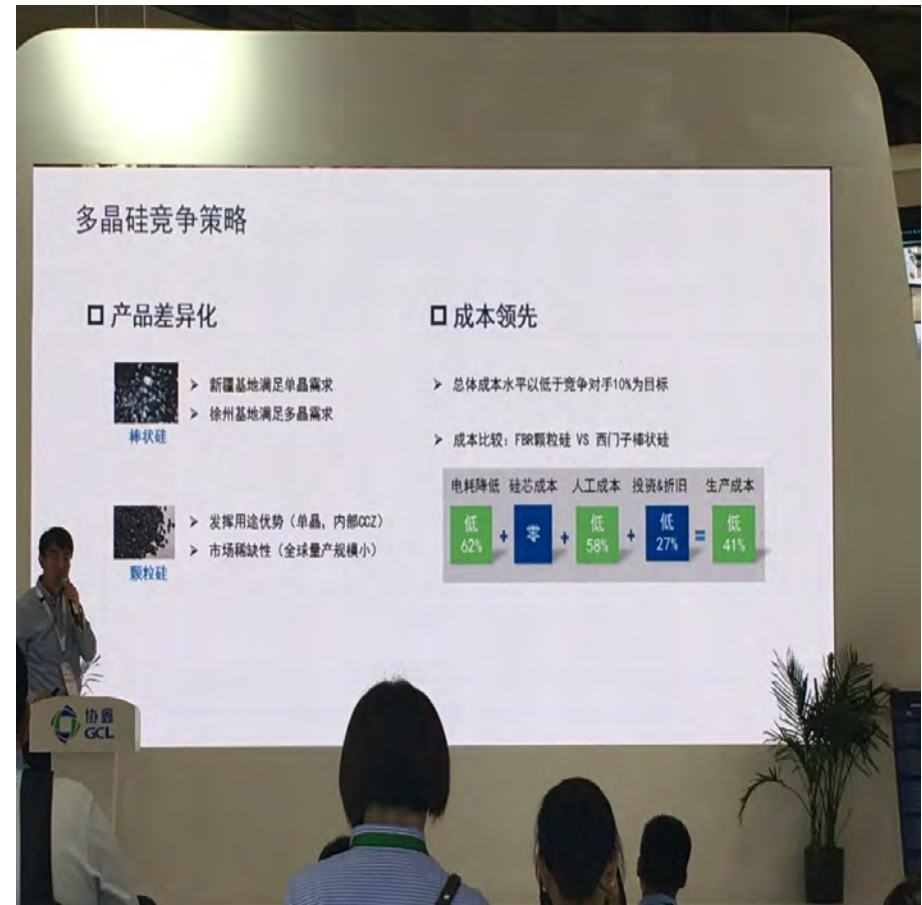 多晶硅竞争策略
产品差异化
➢ 新疆基地满足单晶需求
➢ 徐州基地满足多晶需求
棒状硅
➢ 发挥用途优势（单晶，内部CCZ）
➢ 市场稀缺性（全球量产规模小）
颗粒硅
成本领先
➢ 总体成本水平以低于竞争对手10%为目标
➢ 成本比较：FBR颗粒硅 VS 西门子棒状硅
电耗降低 硅芯成本 人工成本 投资&折旧 生产成本
低 62% + 零 + 低 58% + 低 27% = 低 41%
协鑫
GCL